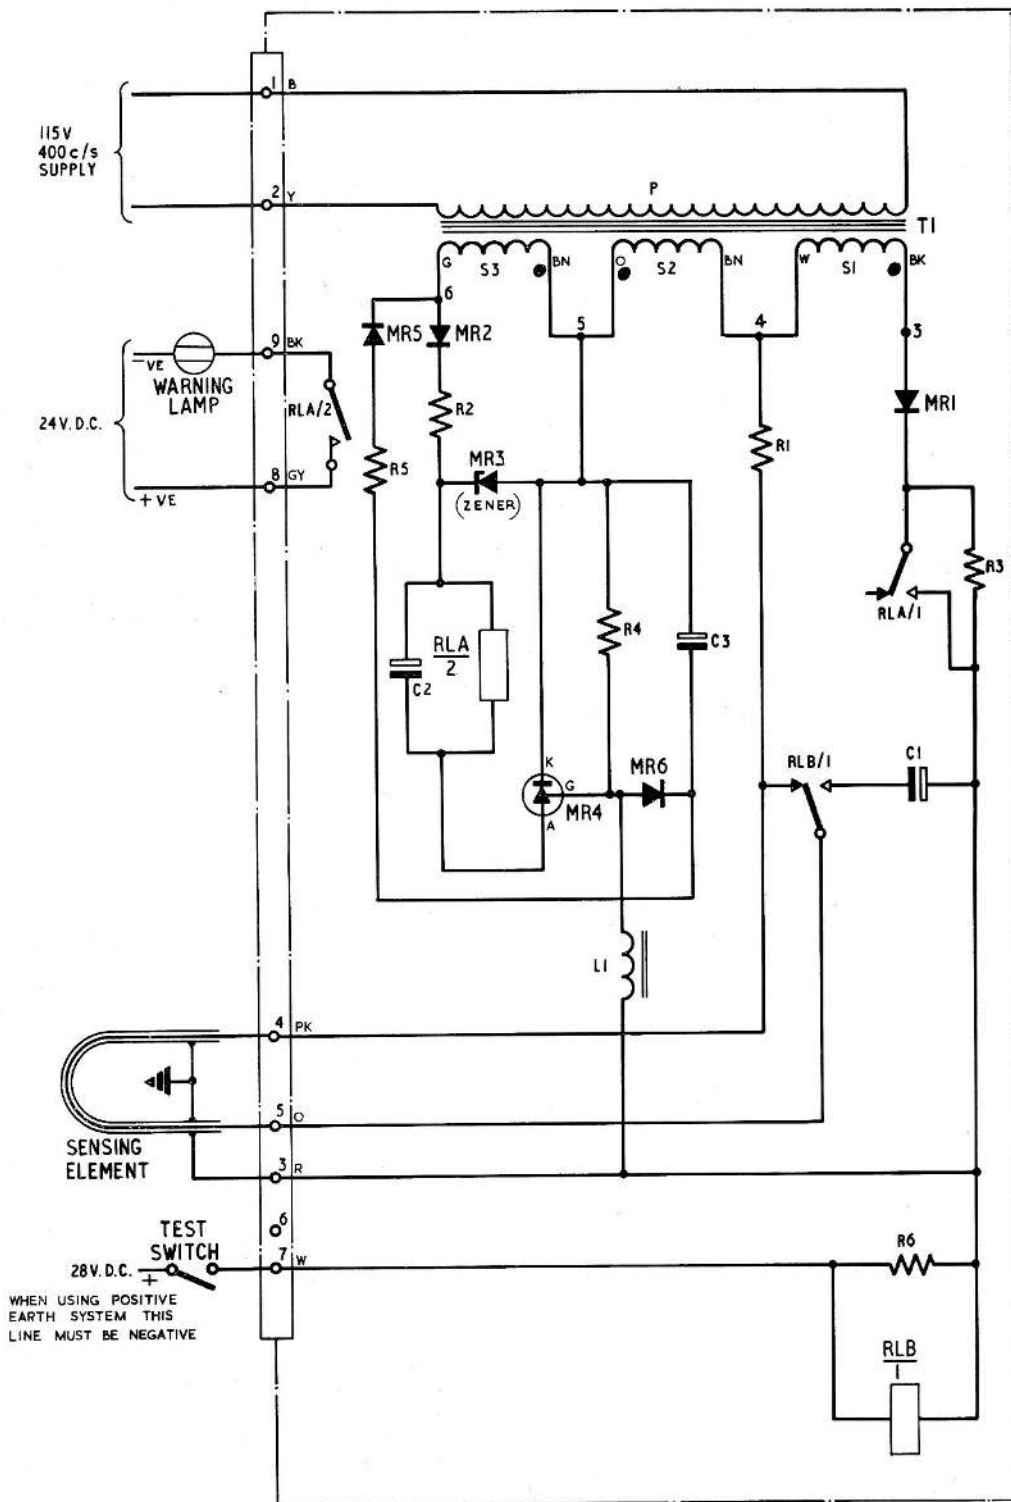 1 B
115V
400 c/s
SUPPLY
2 Y
P
T1
G S3 BN O S2 BN W S1 BK
6
5
4
3
MR5 MR2
MR1
9 BK
-VE
WARNING
LAMP
RLA/2
24V. D.C.
R2
R1
R5
MR3
(ZENER)
8 GY
+VE
R3
RLA/1
R4
C3
RLA
2
C2
RLB/1
C1
K
G
MR6
MR4
A
L1
4 PK
5 O
SENSING
ELEMENT
3 R
6
TEST
SWITCH
7 W
28V. D.C.
+
R6
WHEN USING POSITIVE
EARTH SYSTEM THIS
LINE MUST BE NEGATIVE
RLB
1